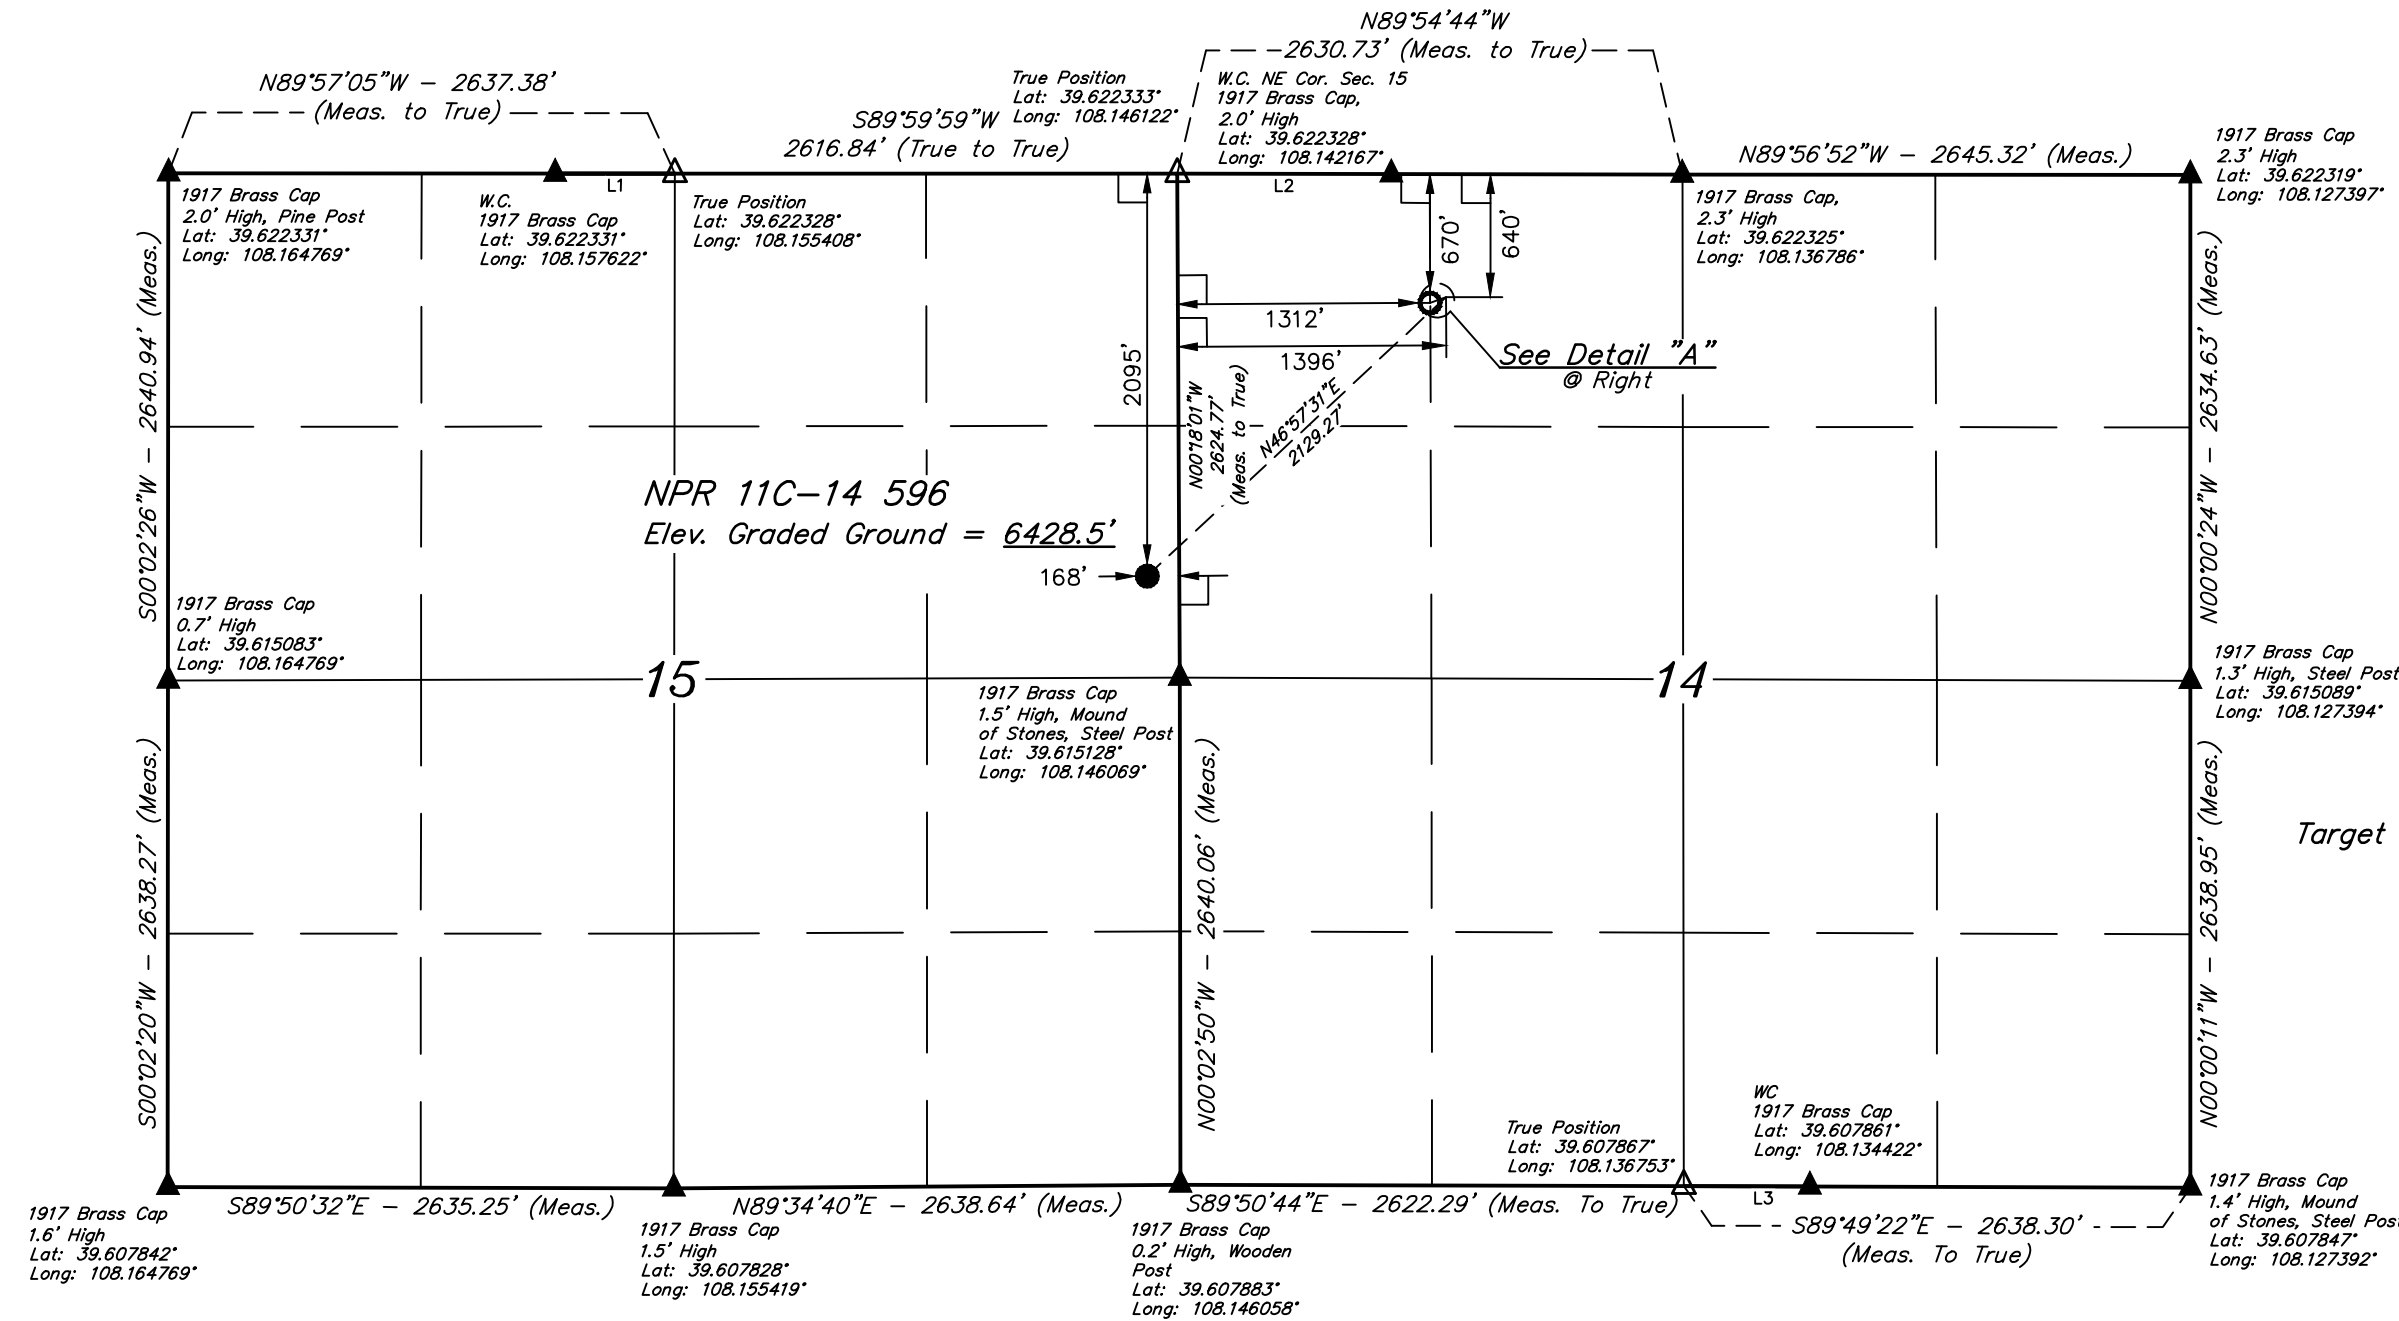 N89°54'44"W
2630.73' (Meas. to True)
N89°57'05"W - 2637.38'
(Meas. to True)
S89°59'59"W
2616.84' (True to True)
True Position
Lat: 39.622333°
Long: 108.146122°
W.C. NE Cor. Sec. 15
1917 Brass Cap,
2.0' High
Lat: 39.622328°
Long: 108.142167°
N89°56'52"W - 2645.32' (Meas.)
1917 Brass Cap
2.3' High
Lat: 39.622319°
Long: 108.127397°
1917 Brass Cap
2.0' High, Pine Post
Lat: 39.622331°
Long: 108.164769°
L1
W.C.
1917 Brass Cap
Lat: 39.622331°
Long: 108.157622°
True Position
Lat: 39.622328°
Long: 108.155408°
L2
1917 Brass Cap,
2.3' High
Lat: 39.622325°
Long: 108.136786°
670'
640'
1312'
1396'
2095'
See Detail "A"
@ Right
S00°02'26"W - 2640.94' (Meas.)
N00°18'01"W
2624.77'
(Meas. to True)
N46°57'31"E
2129.27'
N00°00'24"W - 2634.63' (Meas.)
NPR 11C-14 596
Elev. Graded Ground = 6428.5'
168'
1917 Brass Cap
0.7' High
Lat: 39.615083°
Long: 108.164769°
15
14
1917 Brass Cap
1.5' High, Mound
of Stones, Steel Post
Lat: 39.615128°
Long: 108.146069°
1917 Brass Cap
1.3' High, Steel Post
Lat: 39.615089°
Long: 108.127394°
S00°02'20"W - 2638.27' (Meas.)
N00°02'50"W - 2640.06' (Meas.)
N00°00'11"W - 2638.95' (Meas.)
Target
True Position
Lat: 39.607867°
Long: 108.136753°
WC
1917 Brass Cap
Lat: 39.607861°
Long: 108.134422°
L3
S89°50'32"E - 2635.25' (Meas.)
N89°34'40"E - 2638.64' (Meas.)
S89°50'44"E - 2622.29' (Meas. To True)
S89°49'22"E - 2638.30'
(Meas. To True)
1917 Brass Cap
1.6' High
Lat: 39.607842°
Long: 108.164769°
1917 Brass Cap
1.5' High
Lat: 39.607828°
Long: 108.155419°
1917 Brass Cap
0.2' High, Wooden
Post
Lat: 39.607883°
Long: 108.146058°
1917 Brass Cap
1.4' High, Mound
of Stones, Steel Post
Lat: 39.607847°
Long: 108.127392°